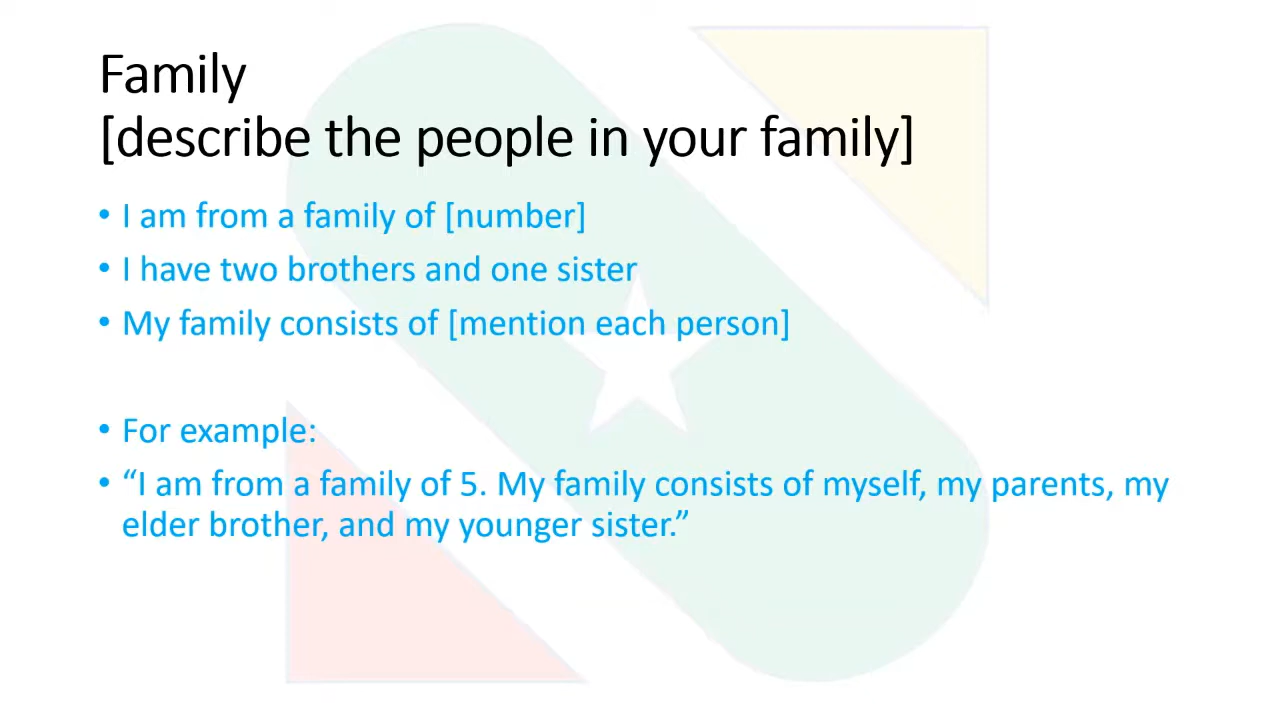 Family
[describe the people in your family]
• I am from a family of [number]
• I have two brothers and one sister
• My family consists of [mention each person]
• For example:
• “I am from a family of 5. My family consists of myself, my parents, my
elder brother, and my younger sister.”